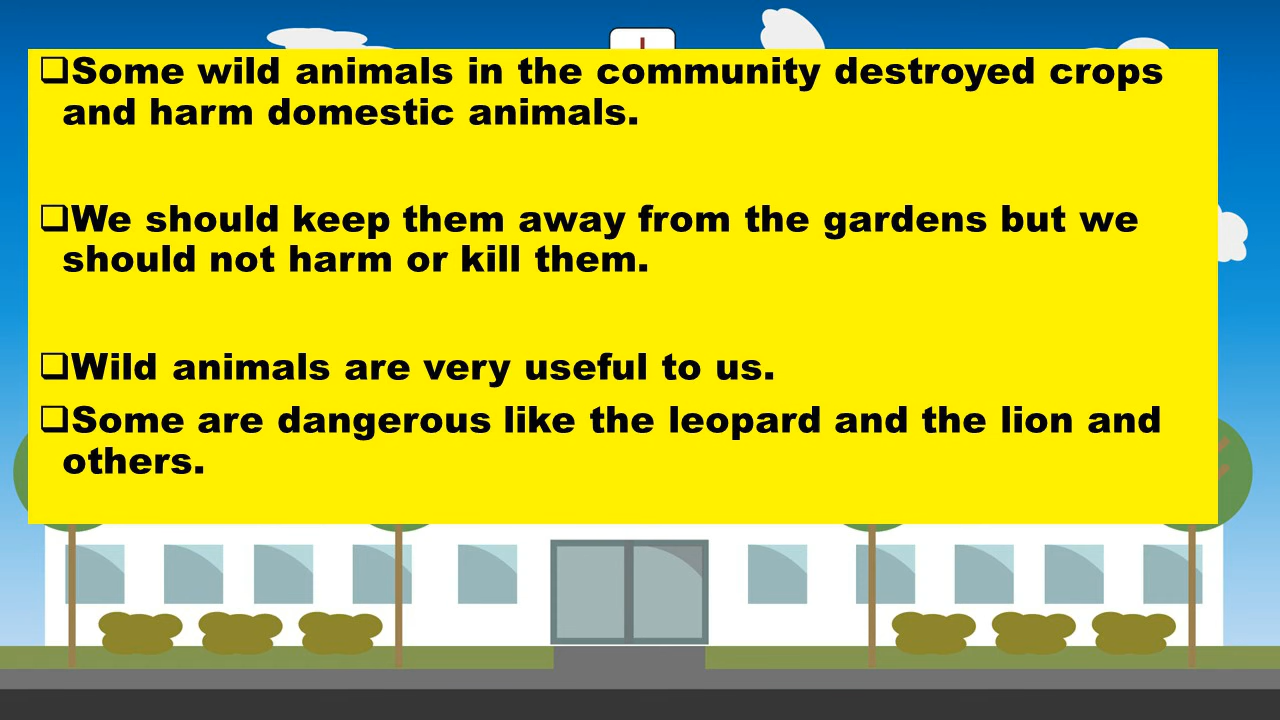 ❑Some wild animals in the community destroyed crops
and harm domestic animals.
❑We should keep them away from the gardens but we
should not harm or kill them.
❑Wild animals are very useful to us.
❑Some are dangerous like the leopard and the lion and
others.